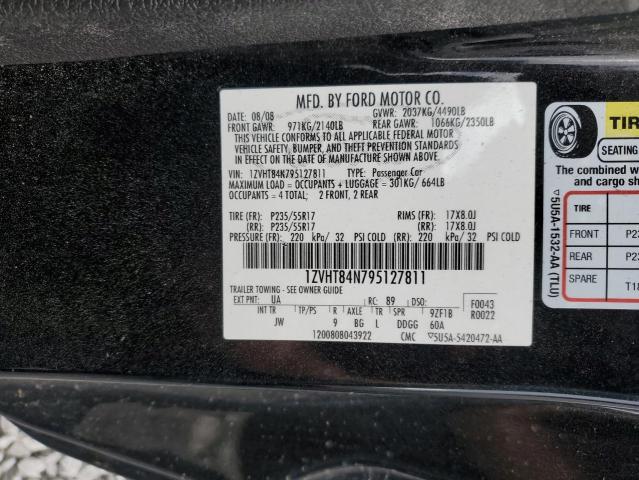 MFD. BY FORD MOTOR CO.
DATE: 08/08 GVWR: 2037KG/4490LB
FRONT GAWR: 971KG/2140LB REAR GAWR: 1066KG/2350LB
THIS VEHICLE CONFORMS TO ALL APPLICABLE FEDERAL MOTOR
VEHICLE SAFETY, BUMPER, AND THEFT PREVENTION STANDARDS
IN EFFECT ON THE DATE OF MANUFACTURE SHOWN ABOVE.
VIN: 1ZVHT84N795127811 TYPE: Passenger Car
MAXIMUM LOAD = OCCUPANTS + LUGGAGE = 301KG/ 664LB
OCCUPANTS = 4 TOTAL; 2 FRONT, 2 REAR
TIRE (FR): P235/55R17 RIMS (FR): 17X8.0J
(RR): P235/55R17 (RR): 17X8.0J
PRESSURE (FR): 220 kPa/ 32 PSI COLD (RR): 220 kPa/ 32 PSI COLD
1ZVHT84N795127811
TRAILER TOWING - SEE OWNER GUIDE
EXT PNT: UA RC: 89 DSO: F0043
INT TR TP/PS R AXLE TR SPR 9ZF1B R0022
JW 9 BG L DDGG 60A
1200808043922 CMC ▽5U5A-5420472-AA
▽5U5A-1532-AA (TLU)
TIR
SEATING
The combined w
and cargo sh
TIRE
FRONT P23
REAR P23
SPARE T18